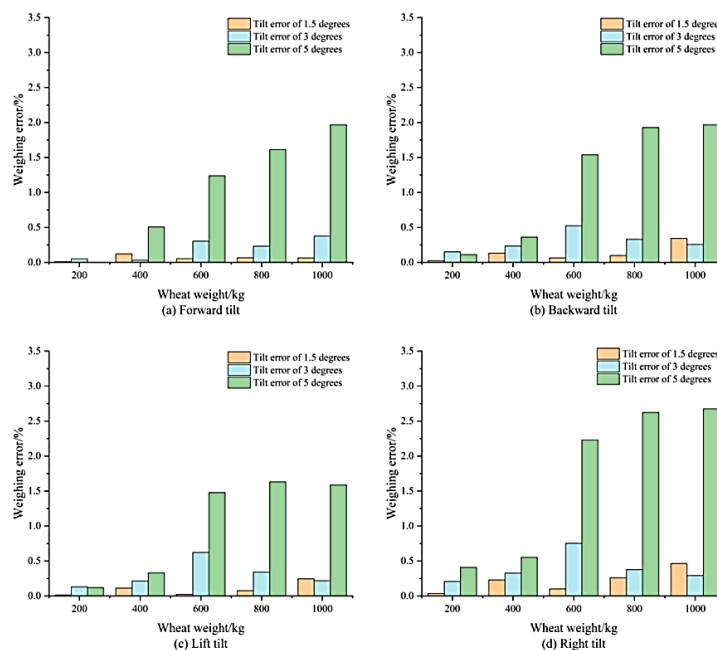 3.5
3.0
2.5
2.0
1.5
1.0
0.5
0.0
Weighing error/%
Tilt error of 1.5 degrees
Tilt error of 3 degrees
Tilt error of 5 degrees
200 400 600 800 1000
Wheat weight/kg
(a) Forward tilt
3.5
3.0
2.5
2.0
1.5
1.0
0.5
0.0
Weighing error/%
Tilt error of 1.5 degrees
Tilt error of 3 degrees
Tilt error of 5 degrees
200 400 600 800 1000
Wheat weight/kg
(b) Backward tilt
3.5
3.0
2.5
2.0
1.5
1.0
0.5
0.0
Weighing error/%
Tilt error of 1.5 degrees
Tilt error of 3 degrees
Tilt error of 5 degrees
200 400 600 800 1000
Wheat weight/kg
(c) Lift tilt
3.5
3.0
2.5
2.0
1.5
1.0
0.5
0.0
Weighing error/%
Tilt error of 1.5 degrees
Tilt error of 3 degrees
Tilt error of 5 degrees
200 400 600 800 1000
Wheat weight/kg
(d) Right tilt